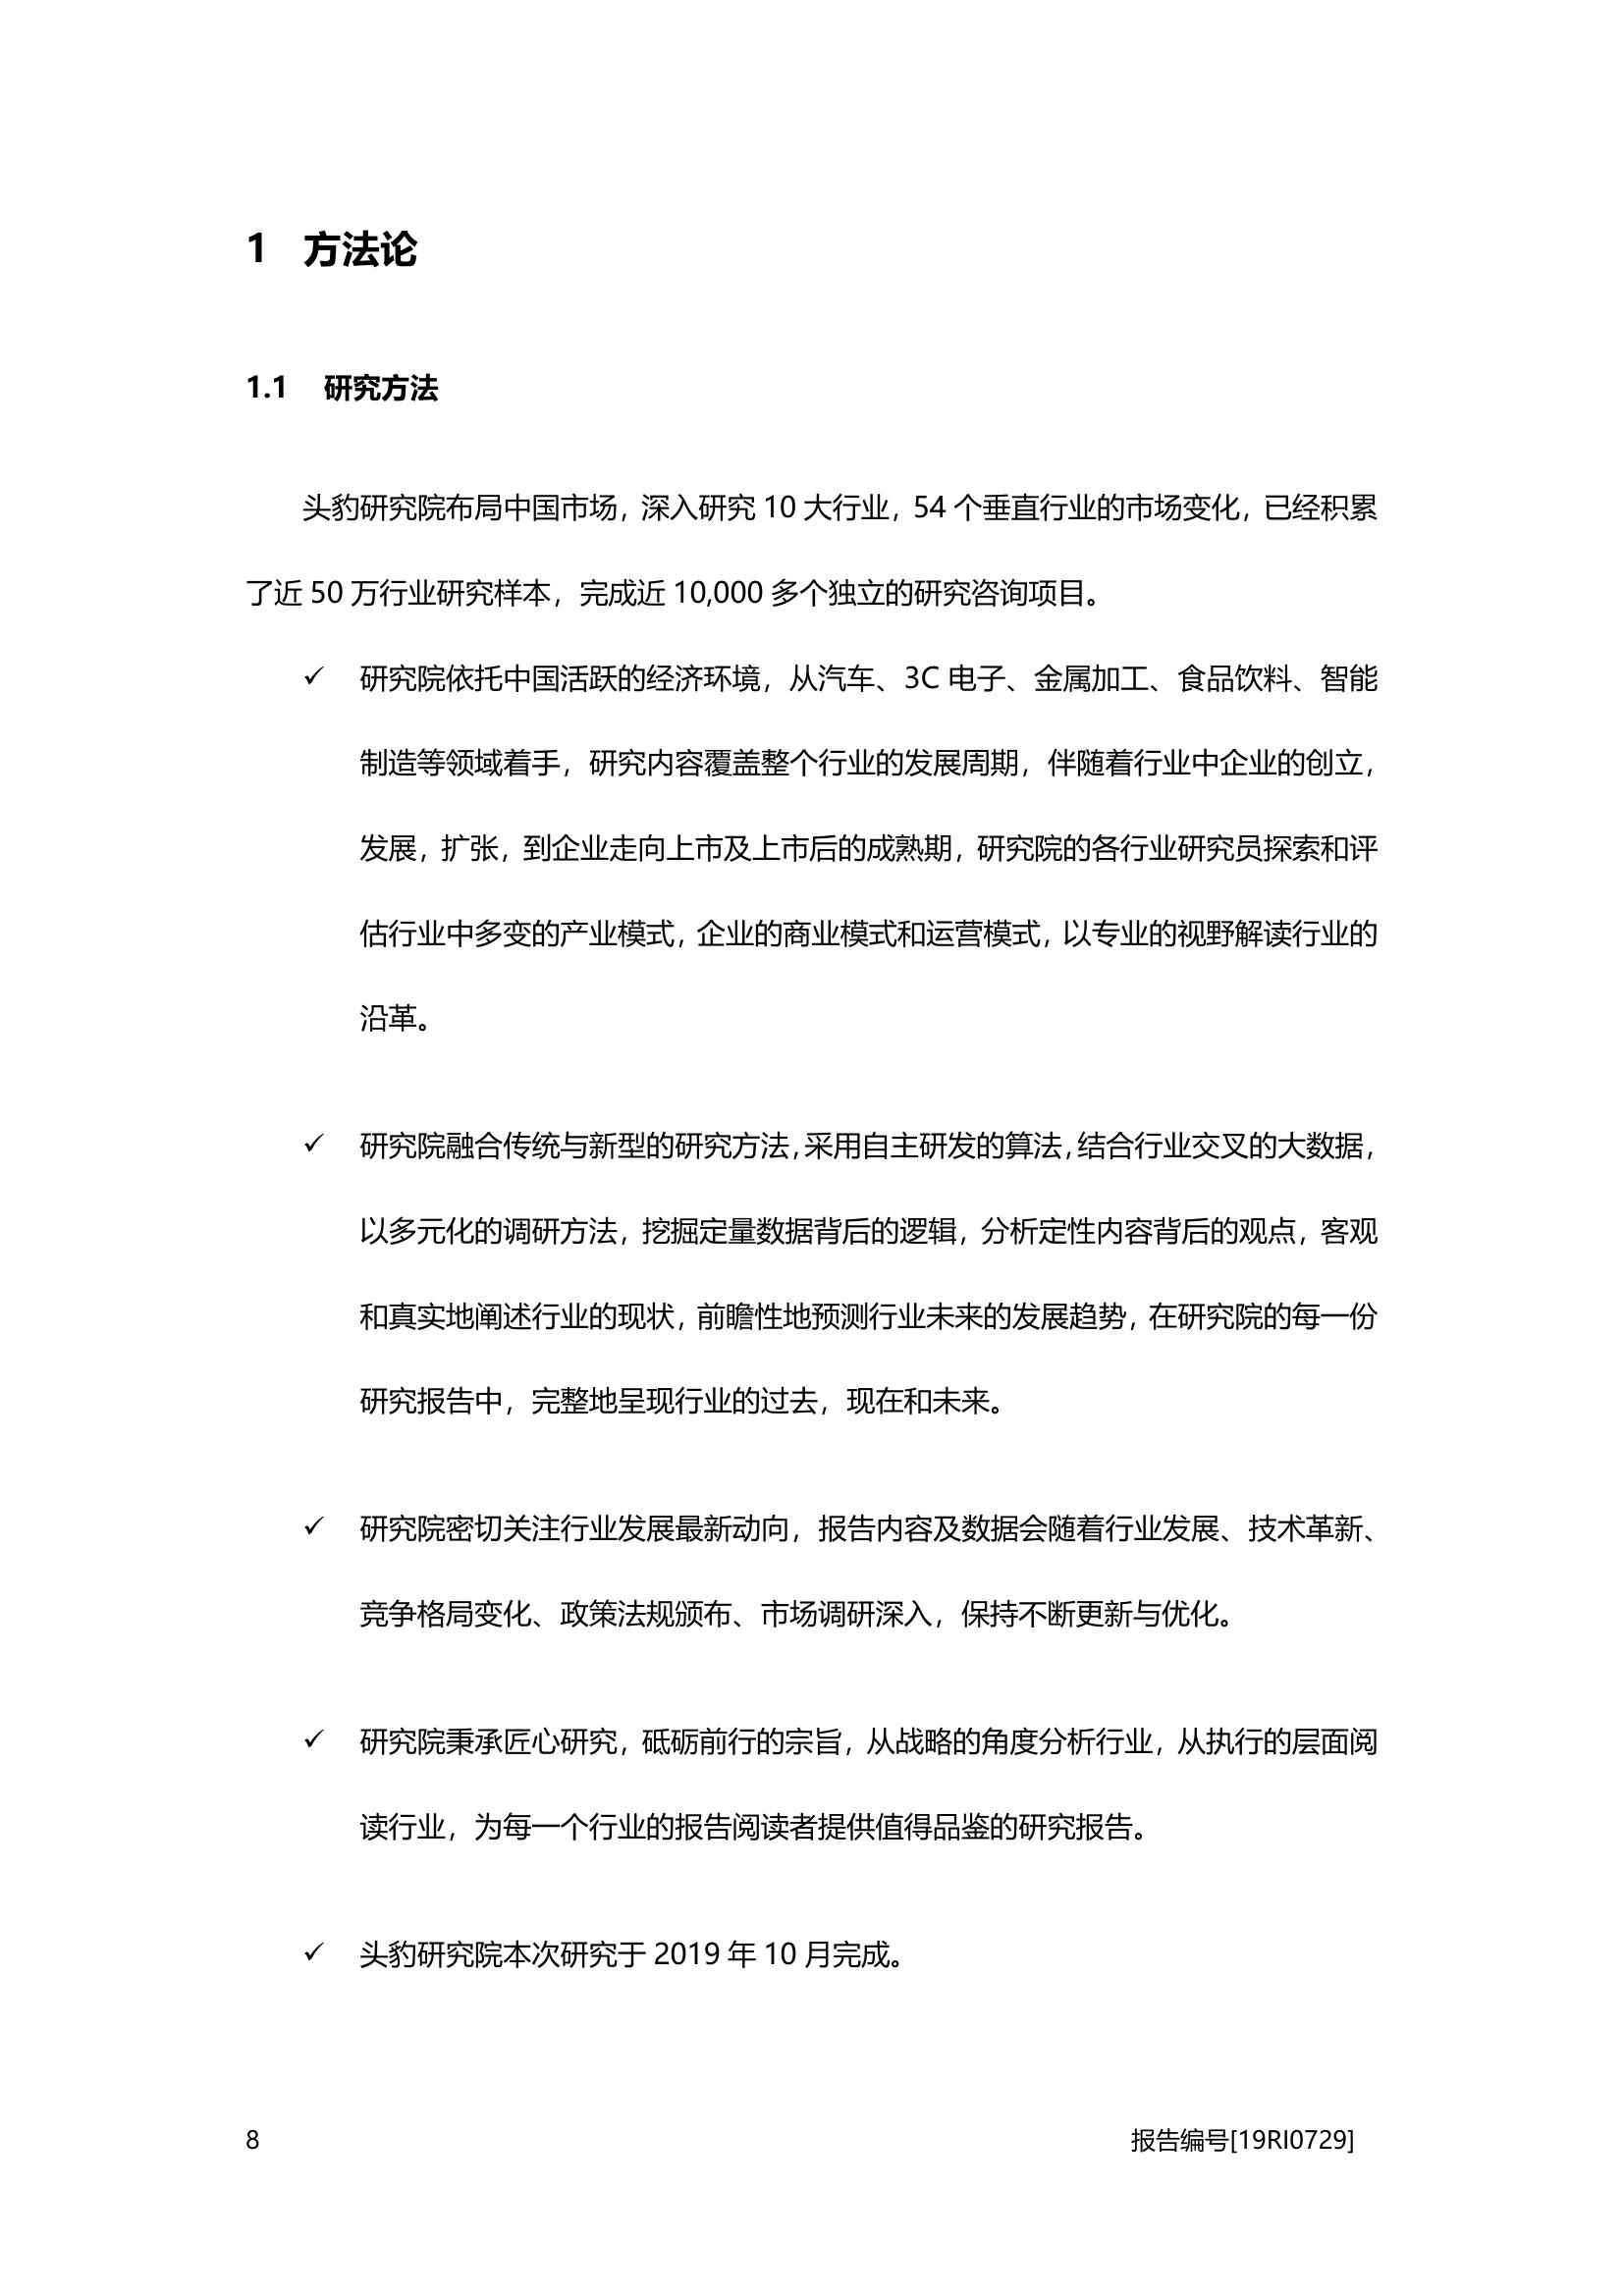 1 方法论
1.1 研究方法
头豹研究院布局中国市场，深入研究 10 大行业，54 个垂直行业的市场变化，已经积累
了近 50 万行业研究样本，完成近 10,000 多个独立的研究咨询项目。
✓ 研究院依托中国活跃的经济环境，从汽车、3C 电子、金属加工、食品饮料、智能
制造等领域着手，研究内容覆盖整个行业的发展周期，伴随着行业中企业的创立，
发展，扩张，到企业走向上市及上市后的成熟期，研究院的各行业研究员探索和评
估行业中多变的产业模式，企业的商业模式和运营模式，以专业的视野解读行业的
沿革。
✓ 研究院融合传统与新型的研究方法，采用自主研发的算法，结合行业交叉的大数据，
以多元化的调研方法，挖掘定量数据背后的逻辑，分析定性内容背后的观点，客观
和真实地阐述行业的现状，前瞻性地预测行业未来的发展趋势，在研究院的每一份
研究报告中，完整地呈现行业的过去，现在和未来。
✓ 研究院密切关注行业发展最新动向，报告内容及数据会随着行业发展、技术革新、
竞争格局变化、政策法规颁布、市场调研深入，保持不断更新与优化。
✓ 研究院秉承匠心研究，砥砺前行的宗旨，从战略的角度分析行业，从执行的层面阅
读行业，为每一个行业的报告阅读者提供值得品鉴的研究报告。
✓ 头豹研究院本次研究于 2019 年 10 月完成。
8 报告编号[19RI0729]